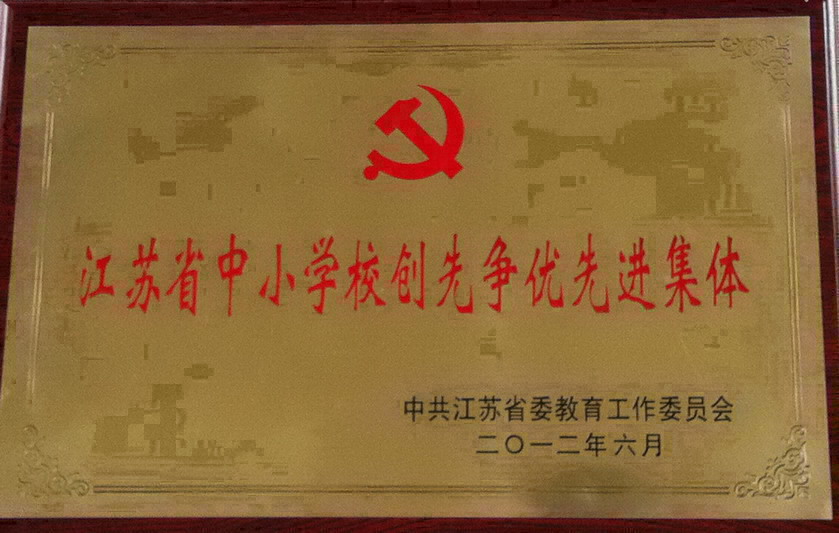 江苏省中小学校创先争优先进集体
中共江苏省委教育工作委员会
二〇一二年六月